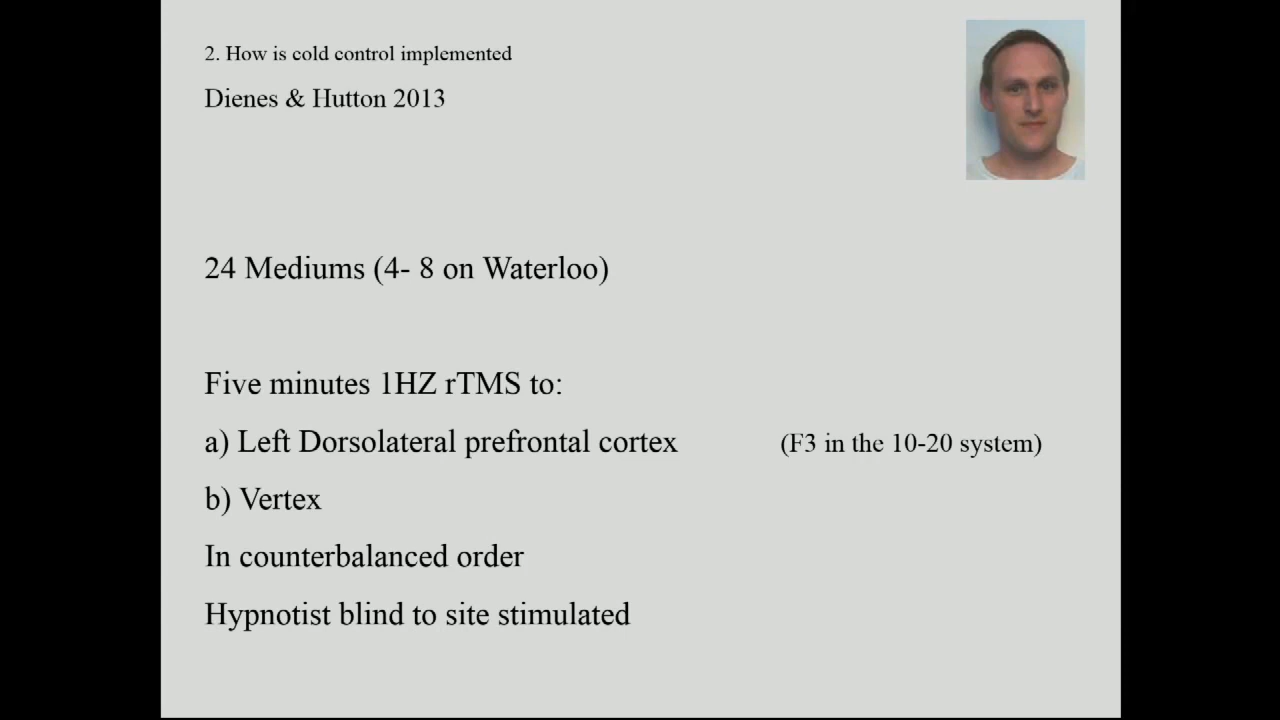 2. How is cold control implemented
Dienes & Hutton 2013
24 Mediums (4- 8 on Waterloo)
Five minutes 1HZ rTMS to:
a) Left Dorsolateral prefrontal cortex (F3 in the 10-20 system)
b) Vertex
In counterbalanced order
Hypnotist blind to site stimulated